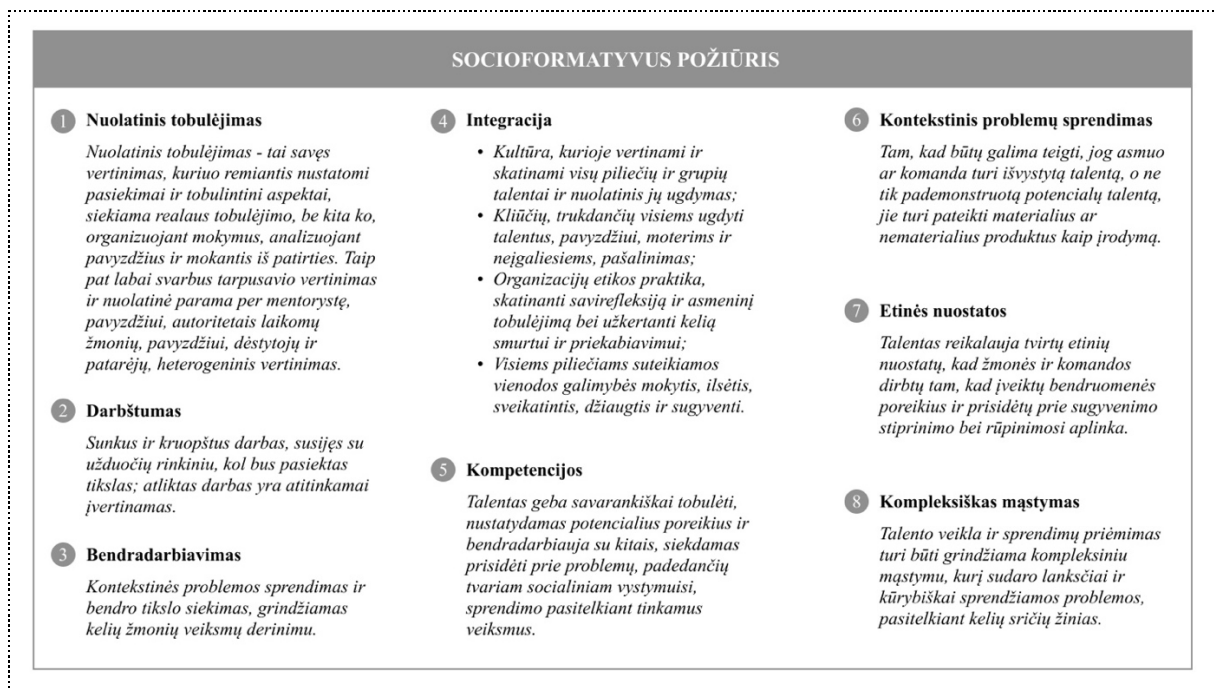 SOCIOFORMATYVUS POŽIŪRIS
1 Nuolatinis tobulėjimas
Nuolatinis tobulėjimas - tai savęs
vertinimas, kuriuo remiantis nustatomi
pasiekimai ir tobulintini aspektai,
siekiama realaus tobulėjimo, be kita ko,
organizuojant mokymus, analizuojant
pavyzdžius ir mokantis iš patirties. Taip
pat labai svarbus tarpusavio vertinimas
ir nuolatinė parama per mentorystę,
pavyzdžiui, autoritetais laikomų
žmonių, pavyzdžiui, dėstytojų ir
patarėjų, heterogeninis vertinimas.
2 Darbštumas
Sunkus ir kruopštus darbas, susijęs su
užduočių rinkiniu, kol bus pasiektas
tikslas; atliktas darbas yra atitinkamai
įvertinamas.
3 Bendradarbiavimas
Kontekstinės problemos sprendimas ir
bendro tikslo siekimas, grindžiamas
kelių žmonių veiksmų derinimu.
4 Integracija
• Kultūra, kurioje vertinami ir
skatinami visų piliečių ir grupių
talentai ir nuolatinis jų ugdymas;
• Kliūčių, trukdančių visiems ugdyti
talentus, pavyzdžiui, moterims ir
neįgaliesiems, pašalinimas;
• Organizacijų etikos praktika,
skatinanti savirefleksiją ir asmeninį
tobulėjimą bei užkertanti kelią
smurtui ir priekabiavimui;
• Visiems piliečiams suteikiamos
vienodos galimybės mokytis, ilsėtis,
sveikatintis, džiaugtis ir sugyventi.
5 Kompetencijos
Talentas geba savarankiškai tobulėti,
nustatydamas potencialius poreikius ir
bendradarbiauja su kitais, siekdamas
prisidėti prie problemų, padedančių
tvariam socialiniam vystymuisi,
sprendimo pasitelkiant tinkamus
veiksmus.
6 Kontekstinis problemų sprendimas
Tam, kad būtų galima teigti, jog asmuo
ar komanda turi išvystytą talentą, o ne
tik pademonstruotą potencialų talentą,
jie turi pateikti materialius ar
nematerialius produktus kaip įrodymą.
7 Etinės nuostatos
Talentas reikalauja tvirtų etinių
nuostatų, kad žmonės ir komandos
dirbtų tam, kad įveiktų bendruomenės
poreikius ir prisidėtų prie sugyvenimo
stiprinimo bei rūpinimosi aplinka.
8 Kompleksiškas mąstymas
Talento veikla ir sprendimų priėmimas
turi būti grindžiama kompleksiniu
mąstymu, kurį sudaro lanksčiai ir
kūrybiškai sprendžiamos problemos,
pasitelkiant kelių sričių žinias.